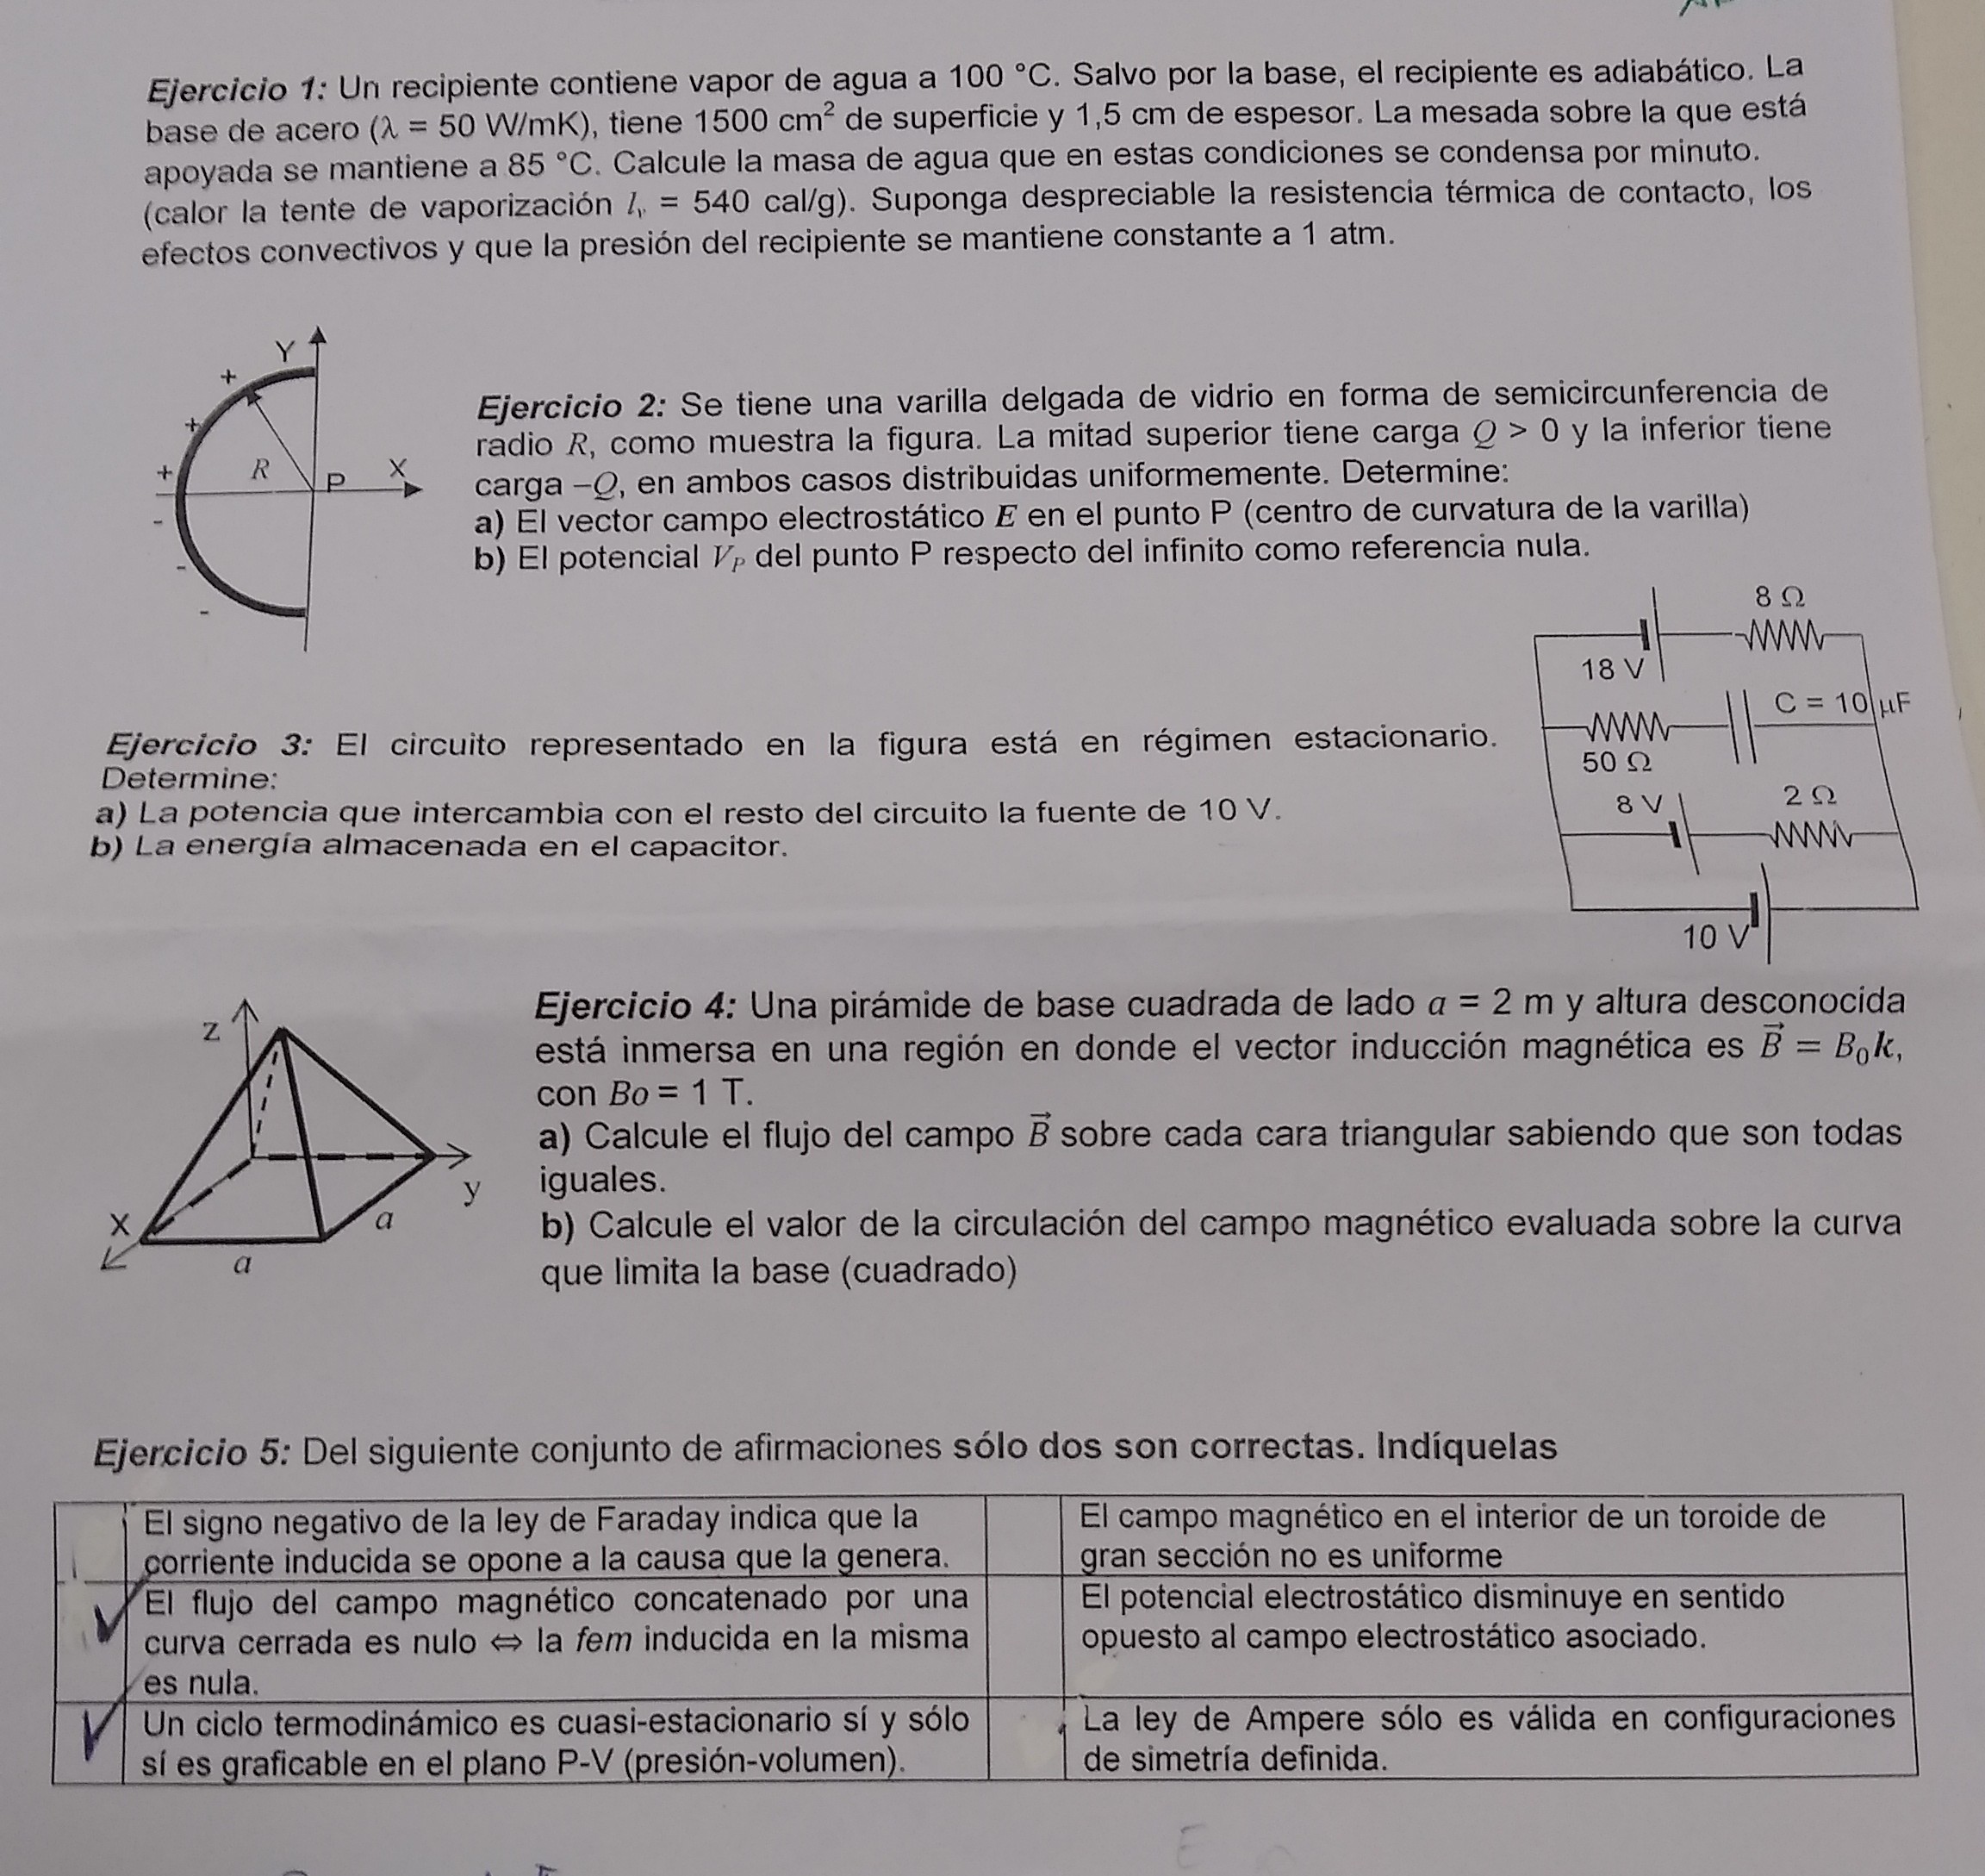 Ejercicio 1: Un recipiente contiene vapor de agua a 100 °C. Salvo por la base, el recipiente es adiabático. La
base de acero (λ = 50 W/mK), tiene 1500 cm² de superficie y 1,5 cm de espesor. La mesada sobre la que está
apoyada se mantiene a 85 °C. Calcule la masa de agua que en estas condiciones se condensa por minuto.
(calor la tente de vaporización lᵥ = 540 cal/g). Suponga despreciable la resistencia térmica de contacto, los
efectos convectivos y que la presión del recipiente se mantiene constante a 1 atm.
Y
+
+
+
R
P
X
-
-
-
Ejercicio 2: Se tiene una varilla delgada de vidrio en forma de semicircunferencia de
radio R, como muestra la figura. La mitad superior tiene carga Q > 0 y la inferior tiene
carga −Q, en ambos casos distribuidas uniformemente. Determine:
a) El vector campo electrostático E en el punto P (centro de curvatura de la varilla)
b) El potencial V_P del punto P respecto del infinito como referencia nula.
Ejercicio 3: El circuito representado en la figura está en régimen estacionario.
Determine:
a) La potencia que intercambia con el resto del circuito la fuente de 10 V.
b) La energía almacenada en el capacitor.
8 Ω
18 V
C = 10 μF
50 Ω
8 V
2 Ω
10 V
z
y
x
a
a
Ejercicio 4: Una pirámide de base cuadrada de lado a = 2 m y altura desconocida
está inmersa en una región en donde el vector inducción magnética es B⃗ = B₀k,
con Bo = 1 T.
a) Calcule el flujo del campo B⃗ sobre cada cara triangular sabiendo que son todas
iguales.
b) Calcule el valor de la circulación del campo magnético evaluada sobre la curva
que limita la base (cuadrado)
Ejercicio 5: Del siguiente conjunto de afirmaciones sólo dos son correctas. Indíquelas
El signo negativo de la ley de Faraday indica que la
corriente inducida se opone a la causa que la genera.
El campo magnético en el interior de un toroide de
gran sección no es uniforme
El flujo del campo magnético concatenado por una
curva cerrada es nulo ⇔ la fem inducida en la misma
es nula.
El potencial electrostático disminuye en sentido
opuesto al campo electrostático asociado.
Un ciclo termodinámico es cuasi-estacionario sí y sólo
sí es graficable en el plano P-V (presión-volumen).
La ley de Ampere sólo es válida en configuraciones
de simetría definida.
E